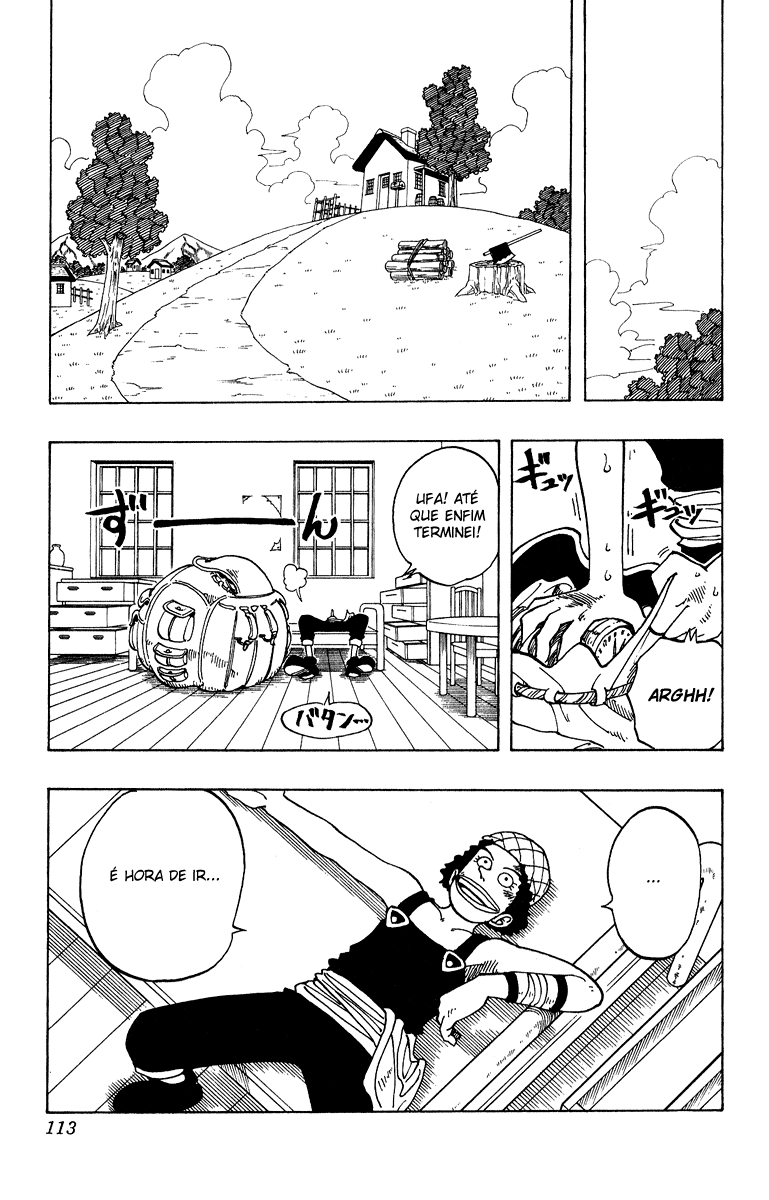 ギュッ
ギュッ
ARGHH!
UFA! ATÉ
QUE ENFIM
TERMINEI!
ずーん
バタン…
...
É HORA DE IR...
113